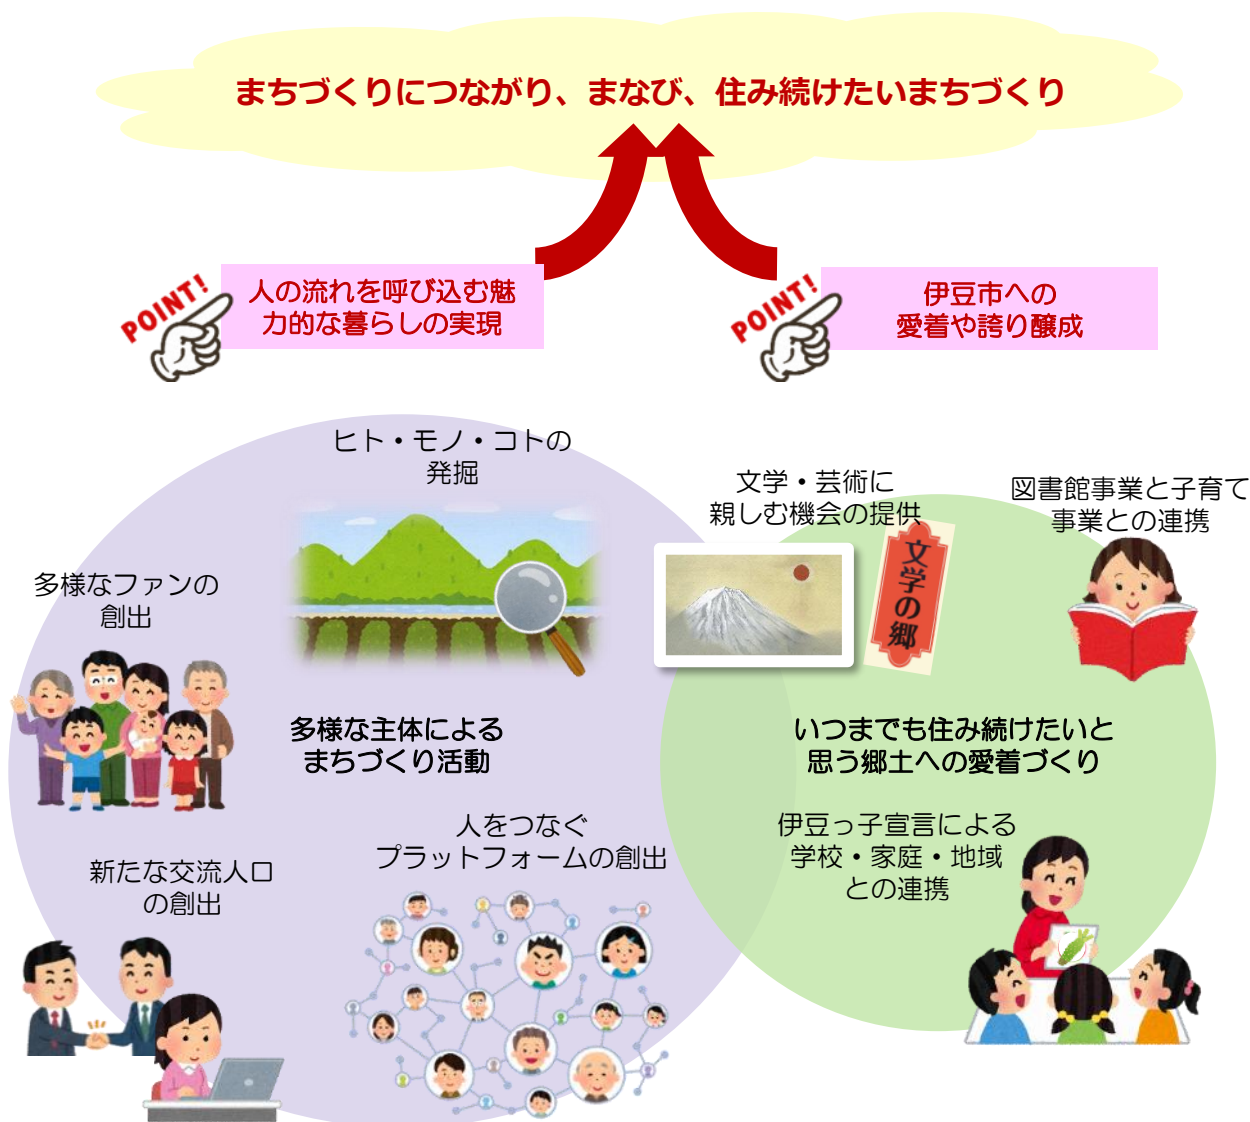 まちづくりにつながり、まなび、住み続けたいまちづくり
POINT!
人の流れを呼び込む魅
力的な暮らしの実現
POINT!
伊豆市への
愛着や誇り醸成
ヒト・モノ・コトの
発掘
文学・芸術に
親しむ機会の提供
文学の郷
図書館事業と子育て
事業との連携
多様なファンの
創出
多様な主体による
まちづくり活動
いつまでも住み続けたいと
思う郷土への愛着づくり
人をつなぐ
プラットフォームの創出
伊豆っ子宣言による
学校・家庭・地域
との連携
新たな交流人口
の創出